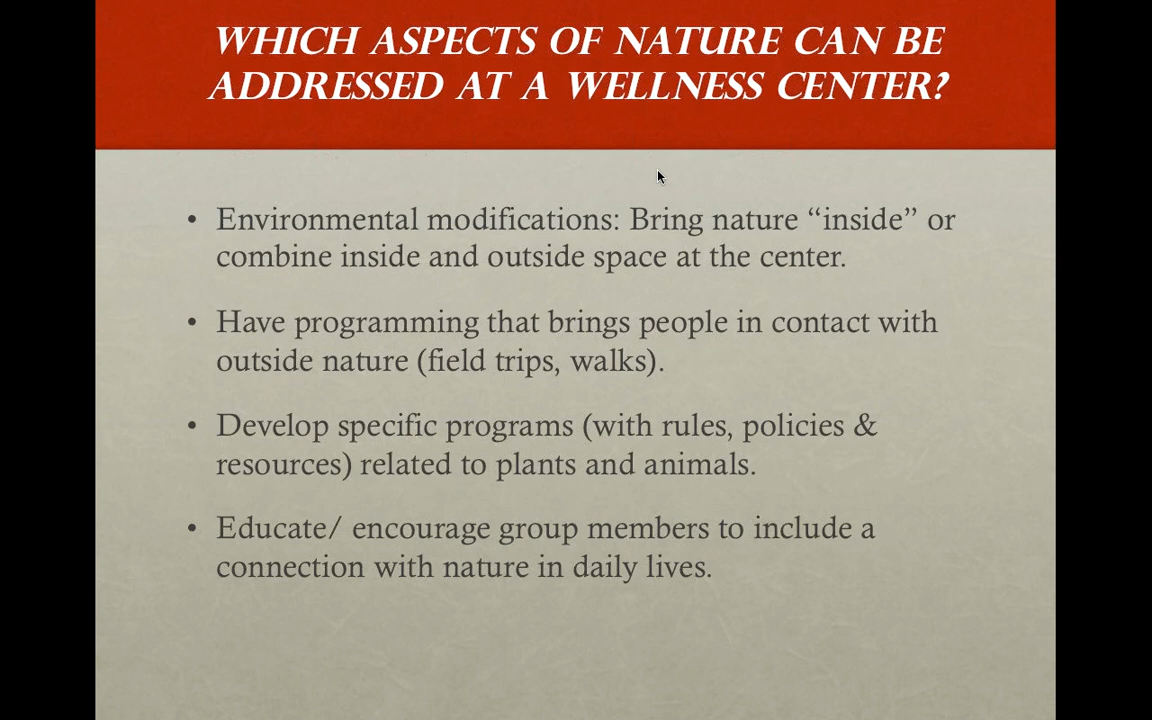 WHICH ASPECTS OF NATURE CAN BE
ADDRESSED AT A WELLNESS CENTER?
• Environmental modifications: Bring nature “inside” or
combine inside and outside space at the center.
• Have programming that brings people in contact with
outside nature (field trips, walks).
• Develop specific programs (with rules, policies &
resources) related to plants and animals.
• Educate/ encourage group members to include a
connection with nature in daily lives.